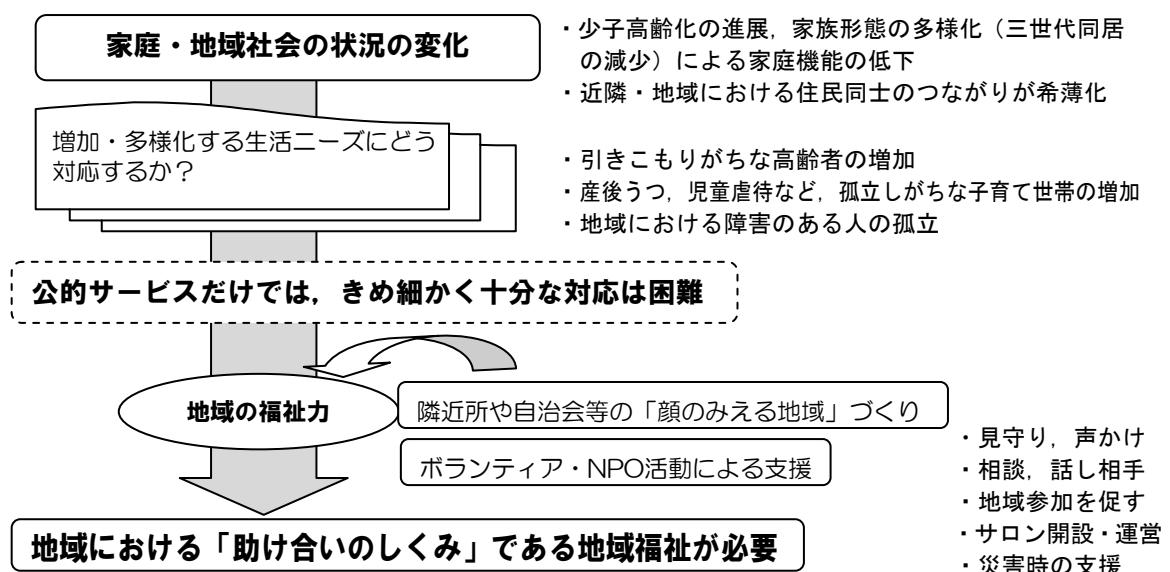 家庭・地域社会の状況の変化
・少子高齢化の進展，家族形態の多様化（三世代同居
の減少）による家庭機能の低下
・近隣・地域における住民同士のつながりが希薄化
増加・多様化する生活ニーズにどう
対応するか？
・引きこもりがちな高齢者の増加
・産後うつ，児童虐待など，孤立しがちな子育て世帯の増加
・地域における障害のある人の孤立
公的サービスだけでは，きめ細かく十分な対応は困難
地域の福祉力
隣近所や自治会等の「顔のみえる地域」づくり
ボランティア・NPO活動による支援
・見守り，声かけ
・相談，話し相手
・地域参加を促す
・サロン開設・運営
・災害時の支援
地域における「助け合いのしくみ」である地域福祉が必要